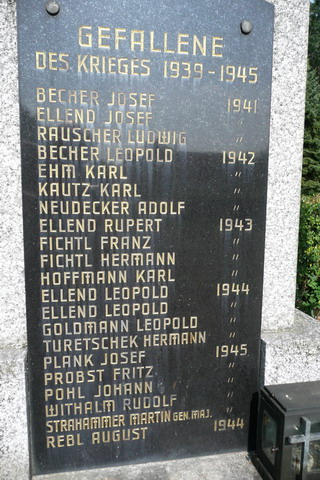 GEFALLENE
DES KRIEGES 1939-1945
BECHER JOSEF 1941
ELLEND JOSEF
RAUSCHER LUDWIG "
BECHER LEOPOLD 1942
EHM KARL "
KAUTZ KARL "
NEUDECKER ADOLF "
ELLEND RUPERT 1943
FICHTL FRANZ "
FICHTL HERMANN "
HOFFMANN KARL "
ELLEND LEOPOLD 1944
ELLEND LEOPOLD "
GOLDMANN LEOPOLD "
TURETSCHEK HERMANN "
PLANK JOSEF 1945
PROBST FRITZ "
POHL JOHANN "
WITHALM RUDOLF "
STRAHAMMER MARTIN GEN. MAJ. "
REBL AUGUST 1944